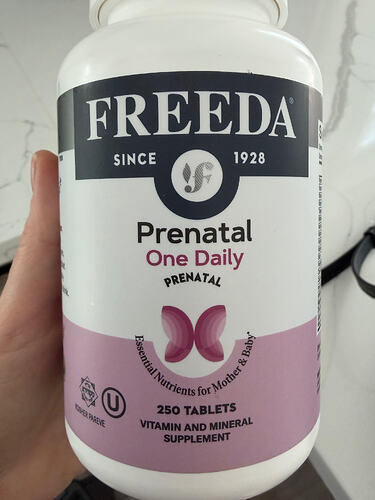 FREEDA®
SINCE 1928
Prenatal
One Daily
PRENATAL
Essential Nutrients for Mother & Baby*
250 TABLETS
VITAMIN AND MINERAL
SUPPLEMENT
KOSHER PAREVE
U